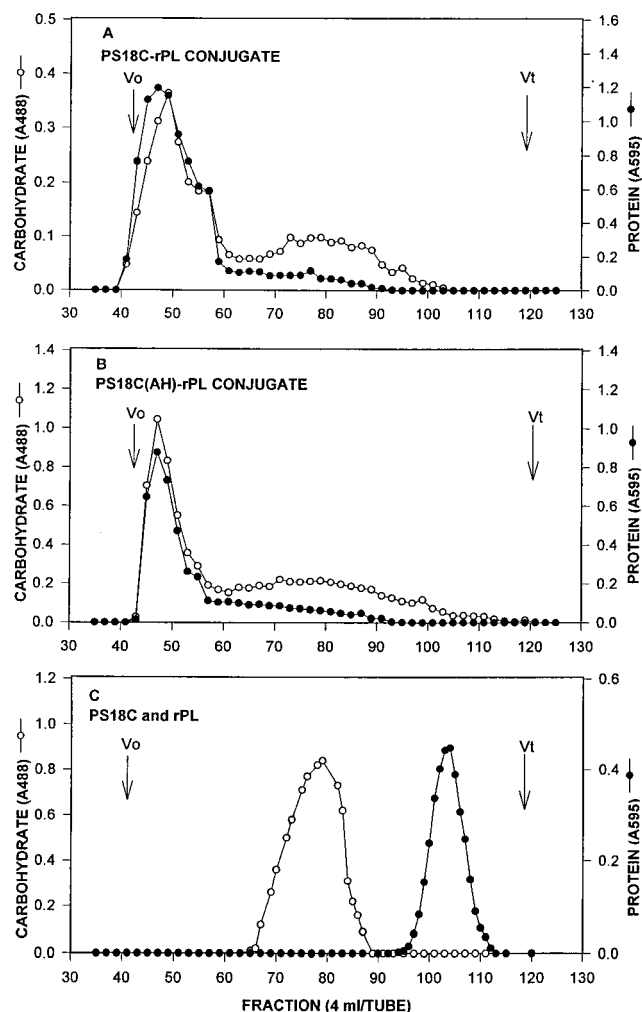 A
PS18C-rPL CONJUGATE
Vo
Vt
CARBOHYDRATE (A488)
0.5
0.4
0.3
0.2
0.1
0.0
PROTEIN (A595)
1.6
1.4
1.2
1.0
0.8
0.6
0.4
0.2
0.0
30 40 50 60 70 80 90 100 110 120 130
B
PS18C(AH)-rPL CONJUGATE
Vo
Vt
CARBOHYDRATE (A488)
1.4
1.2
1.0
0.8
0.6
0.4
0.2
0.0
PROTEIN (A595)
1.4
1.2
1.0
0.8
0.6
0.4
0.2
0.0
30 40 50 60 70 80 90 100 110 120 130
C
PS18C and rPL
Vo
Vt
CARBOHYDRATE (A488)
1.2
1.0
0.8
0.6
0.4
0.2
0.0
PROTEIN (A595)
0.6
0.4
0.2
0.0
30 40 50 60 70 80 90 100 110 120 130
FRACTION (4 ml/TUBE)